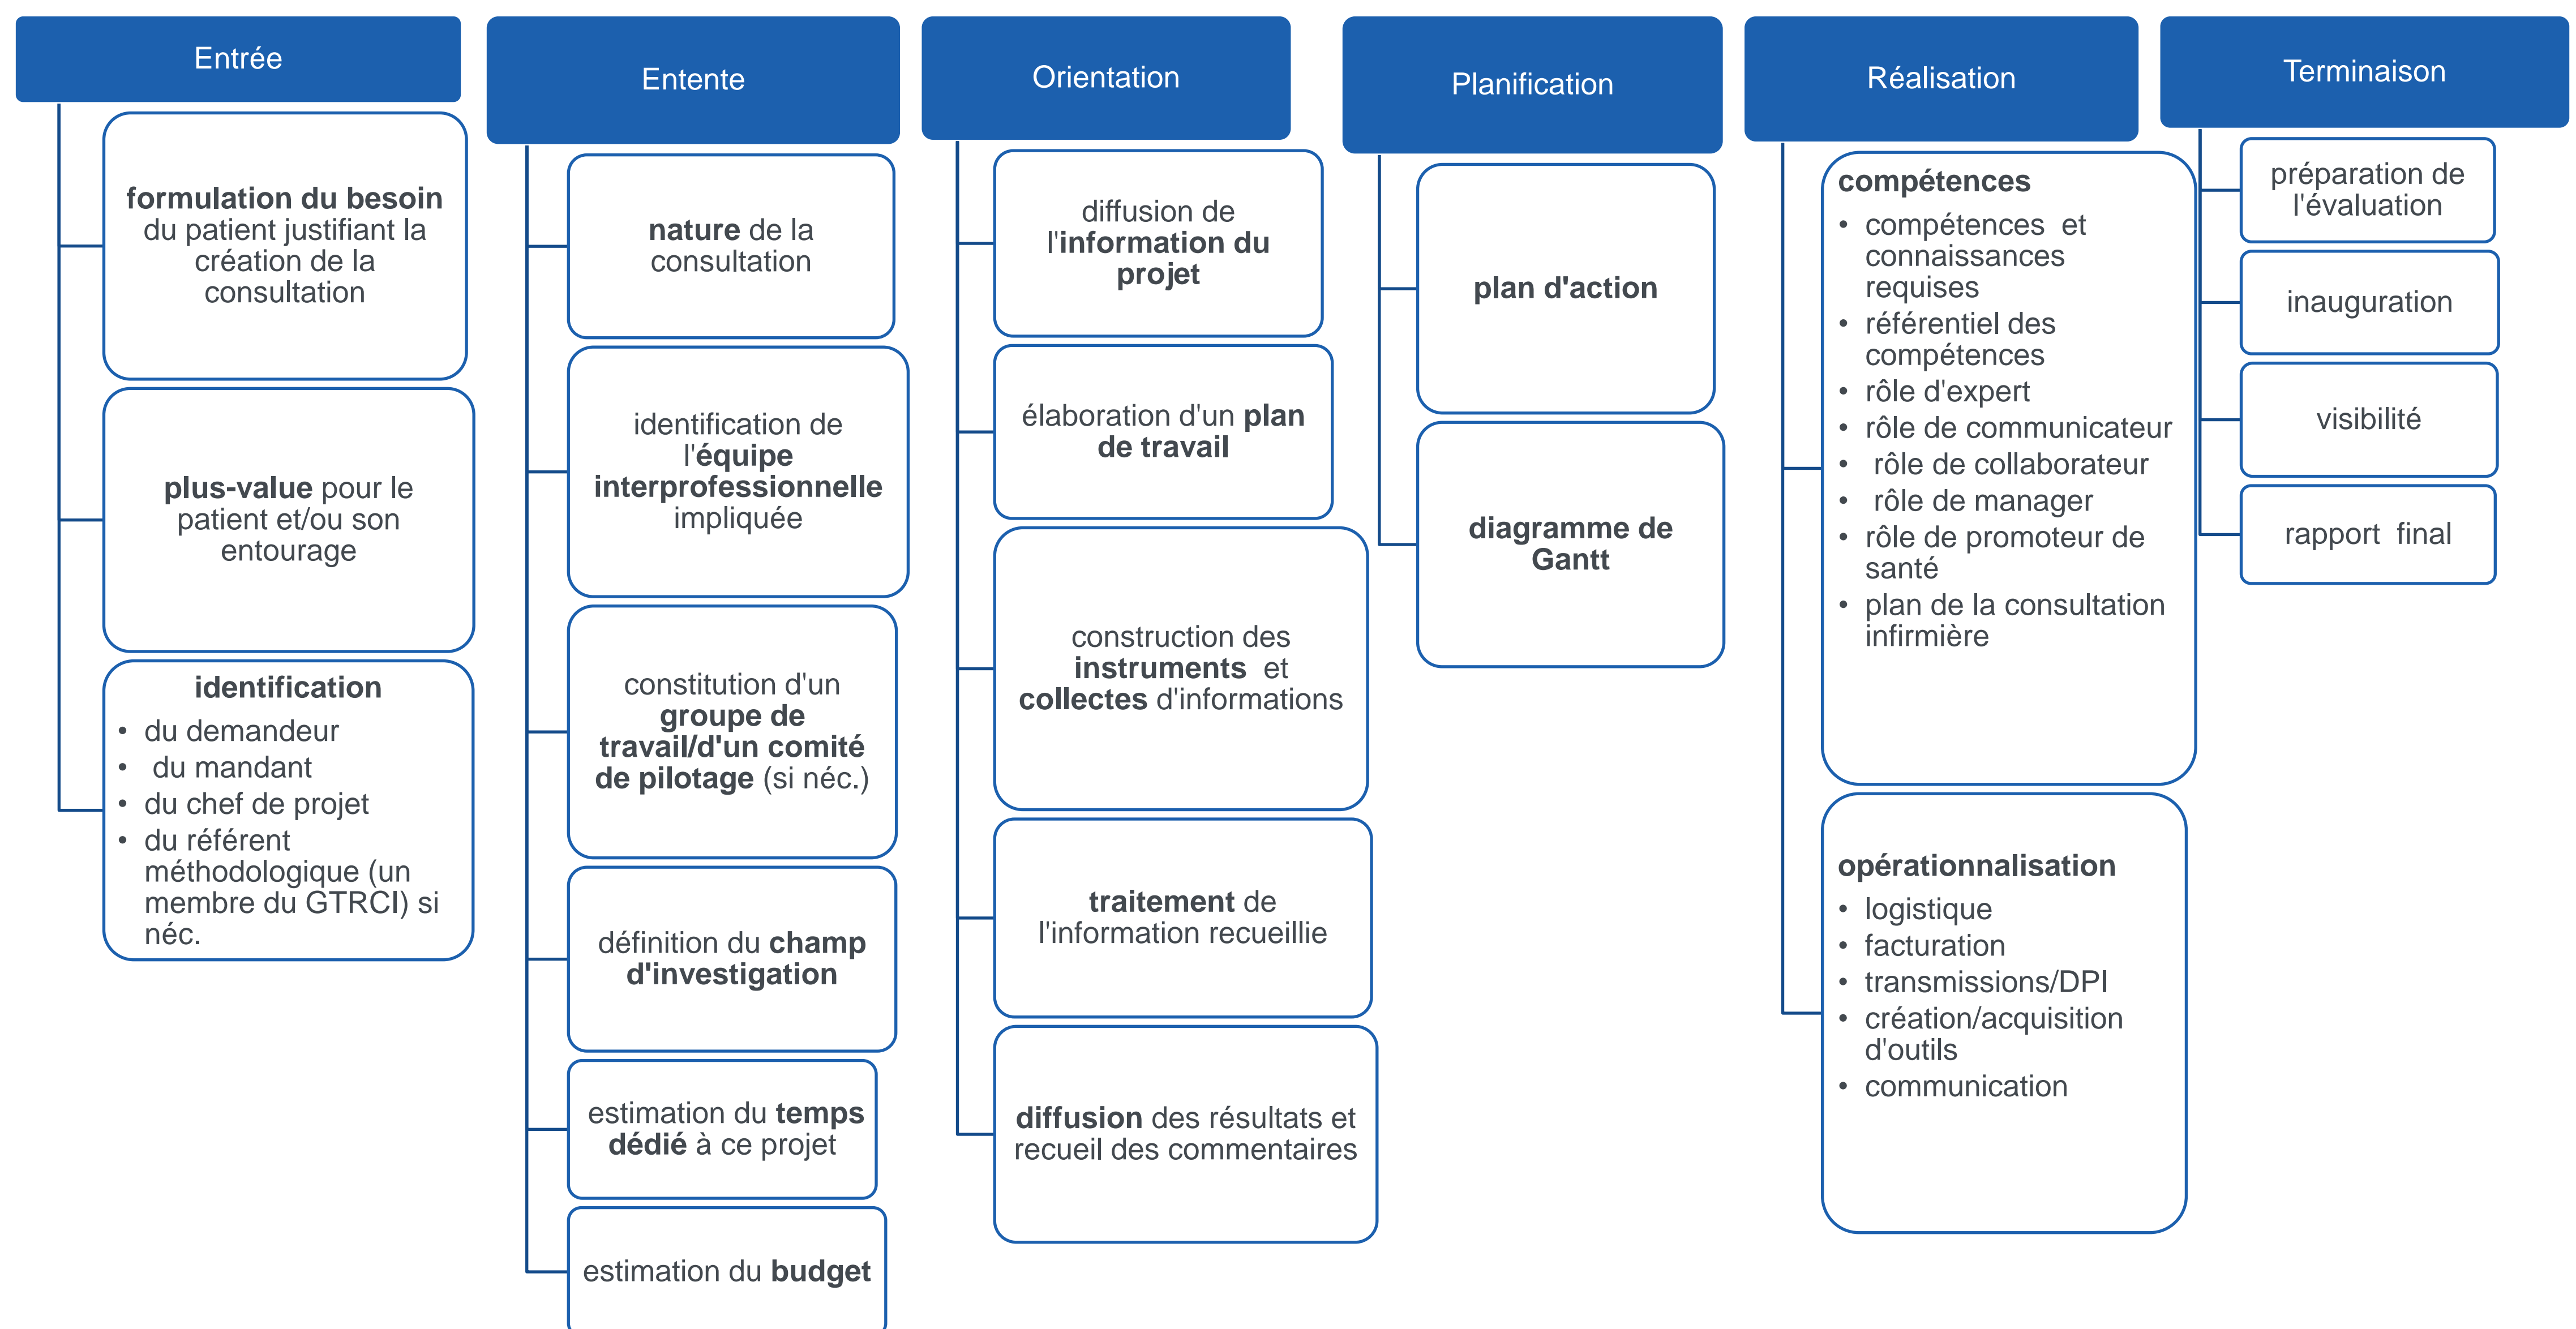 Entrée
formulation du besoin
du patient justifiant la
création de la
consultation
plus-value pour le
patient et/ou son
entourage
identification
• du demandeur
• du mandant
• du chef de projet
• du référent
méthodologique (un
membre du GTRCI) si
néc.
Entente
nature de la
consultation
identification de
l'équipe
interprofessionnelle
impliquée
constitution d'un
groupe de
travail/d'un comité
de pilotage (si néc.)
définition du champ
d'investigation
estimation du temps
dédié à ce projet
estimation du budget
Orientation
diffusion de
l'information du
projet
élaboration d'un plan
de travail
construction des
instruments et
collectes d'informations
traitement de
l'information recueillie
diffusion des résultats et
recueil des commentaires
Planification
plan d'action
diagramme de
Gantt
Réalisation
compétences
• compétences et
connaissances
requises
• référentiel des
compétences
• rôle d'expert
• rôle de communicateur
• rôle de collaborateur
• rôle de manager
• rôle de promoteur de
santé
• plan de la consultation
infirmière
opérationnalisation
• logistique
• facturation
• transmissions/DPI
• création/acquisition
d'outils
• communication
Terminaison
préparation de
l'évaluation
inauguration
visibilité
rapport final